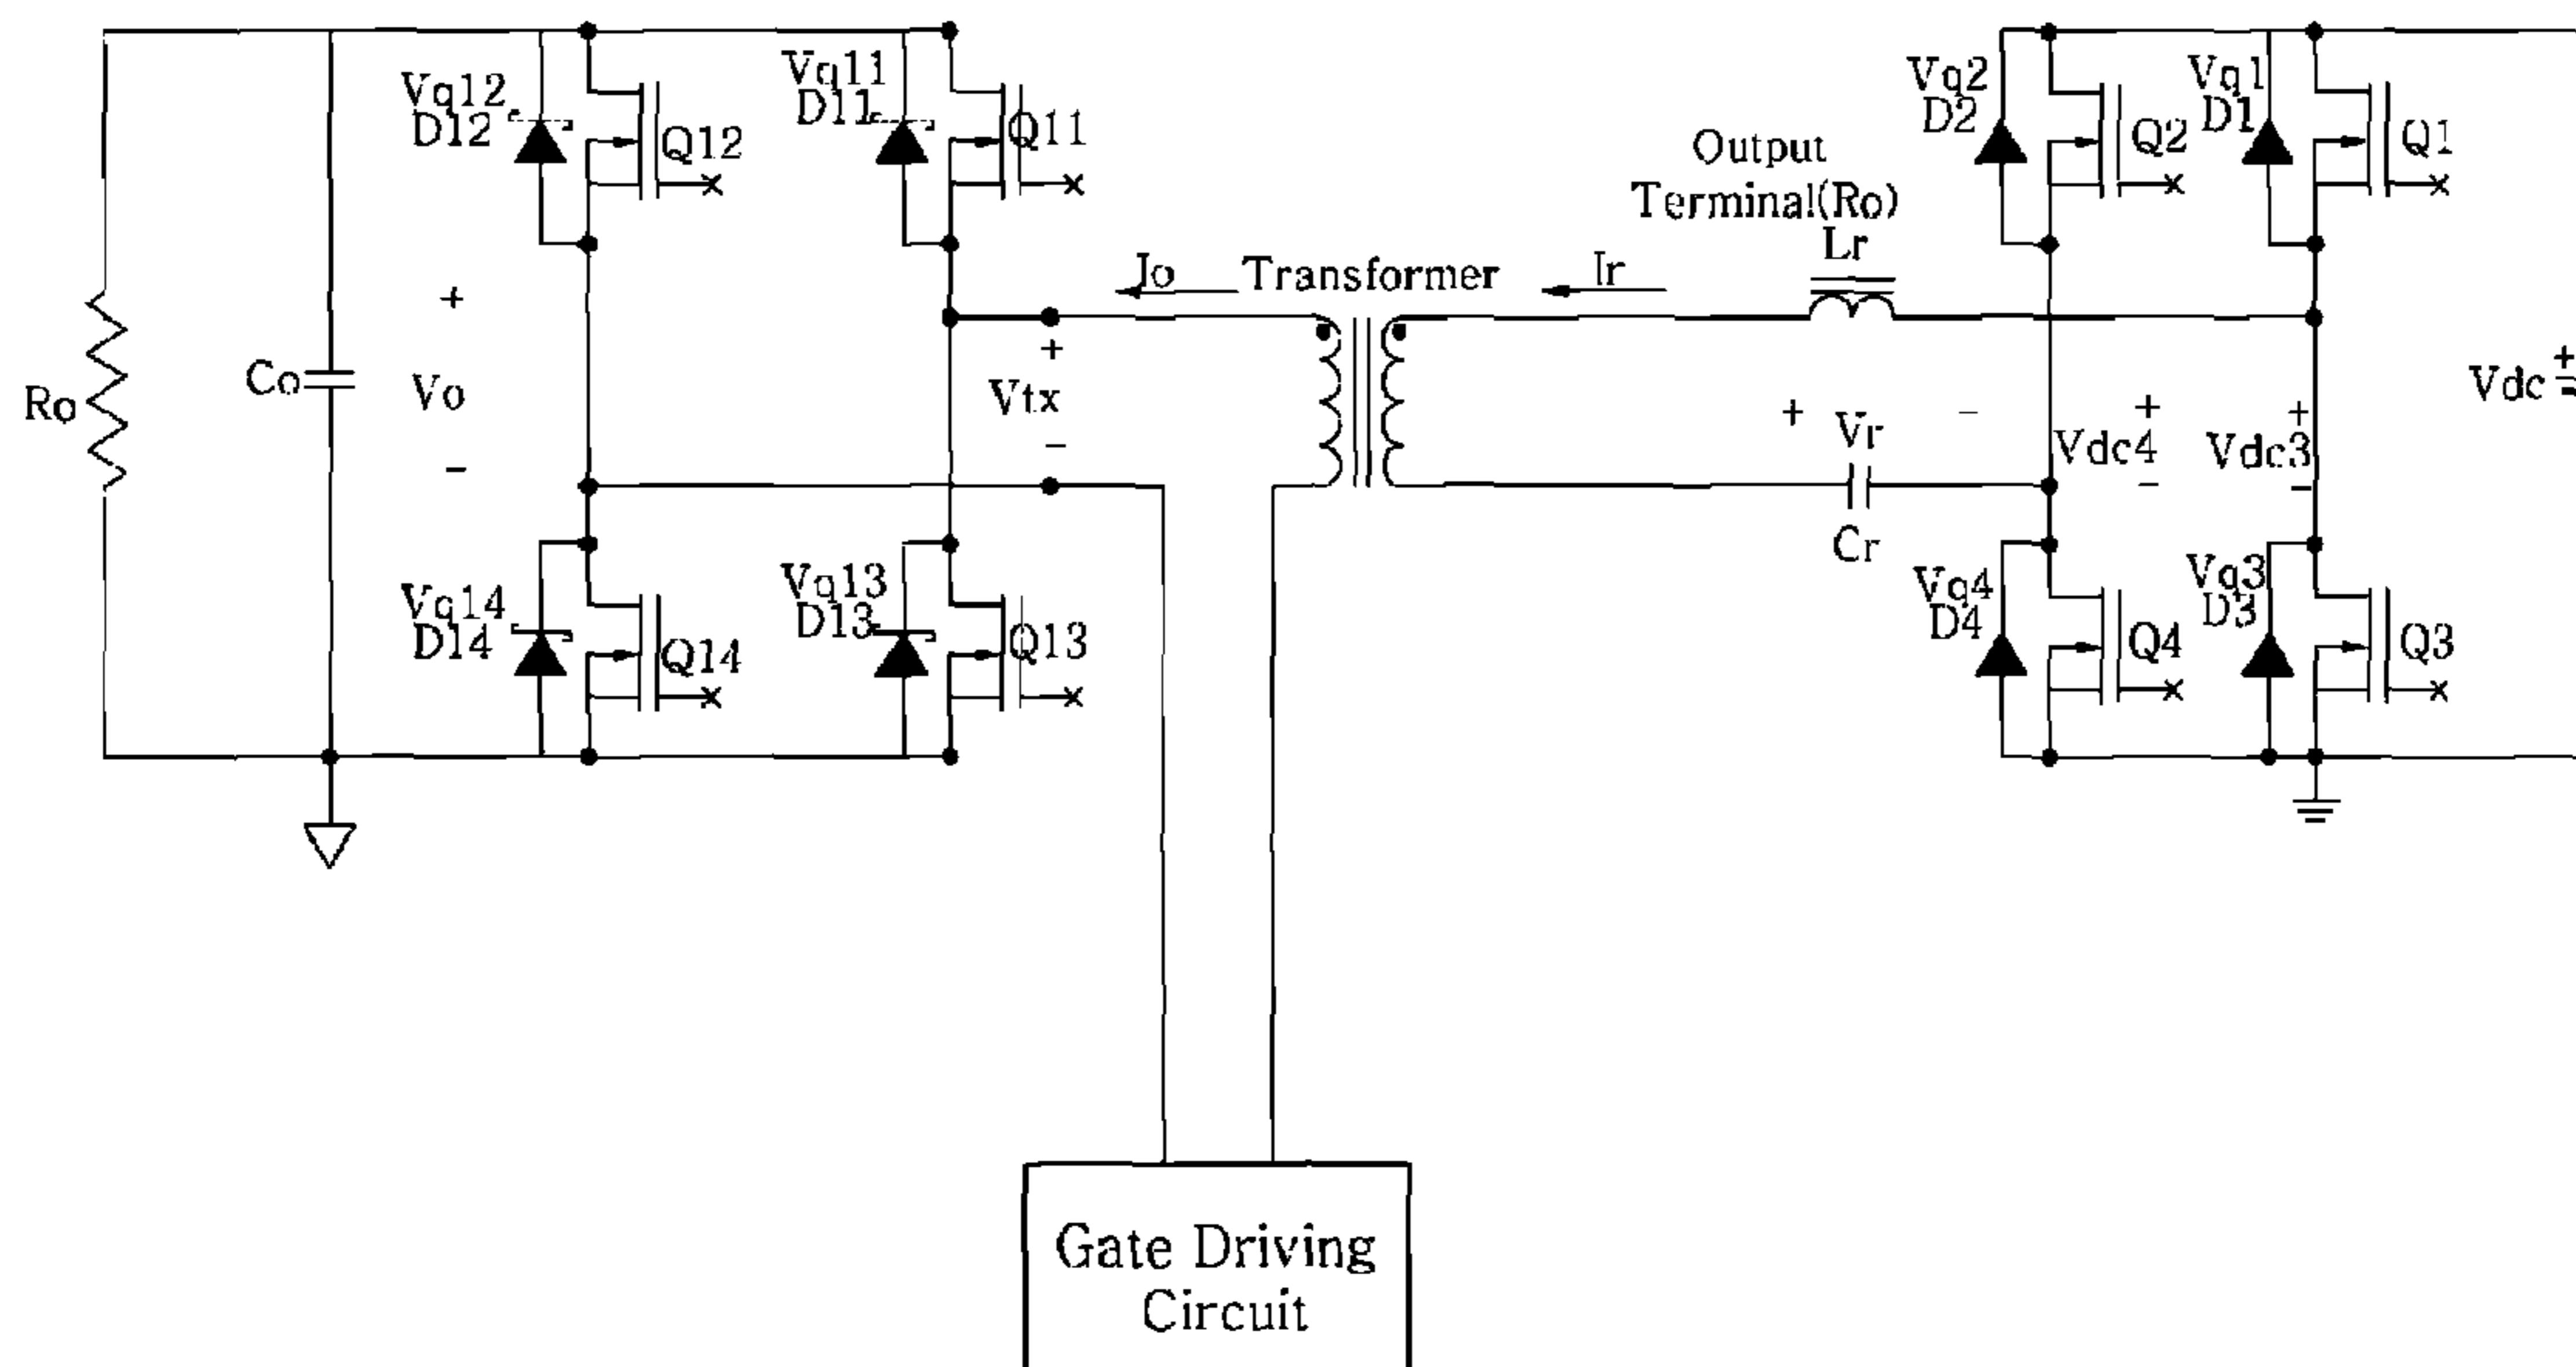 Vq12
D12
Q12
Vq11
D11
Q11
Output
Terminal(Ro)
Lr
Vq2
D2
Q2
Vq1
D1
Q1
Jo
Transformer
Ir
+
Vo
-
Ro
Co
+
Vtx
-
+ Vr -
Cr
+
Vdc4
-
+
Vdc3
-
Vdc +
Vq14
D14
Q14
Vq13
D13
Q13
Vq4
D4
Q4
Vq3
D3
Q3
Gate Driving
Circuit